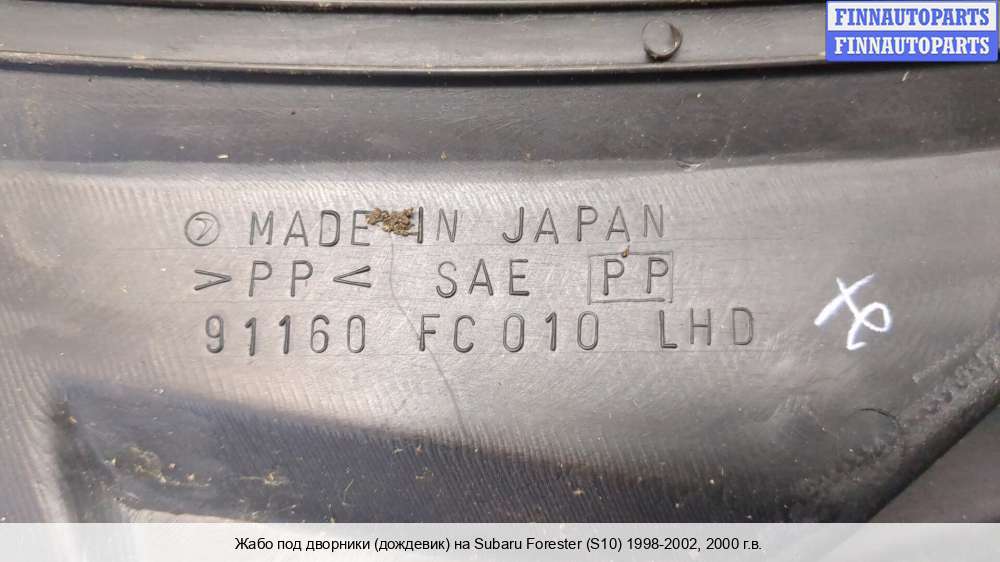 FINNAUTOPARTS
FINNAUTOPARTS
MADE IN JAPAN
>PP< SAE PP
91160 FC010 LHD
Жабо под дворники (дождевик) на Subaru Forester (S10) 1998-2002, 2000 г.в.